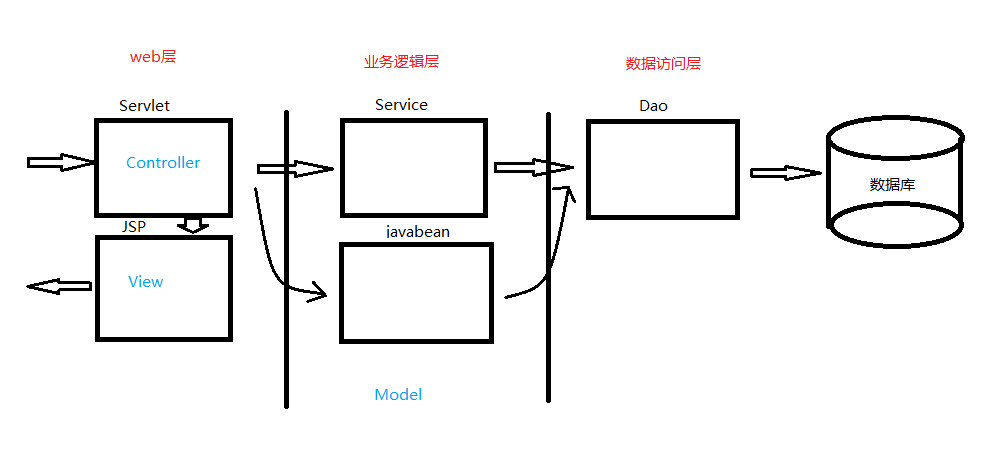 web层
业务逻辑层
数据访问层
Servlet
Service
Dao
Controller
数据库
JSP
javabean
View
Model